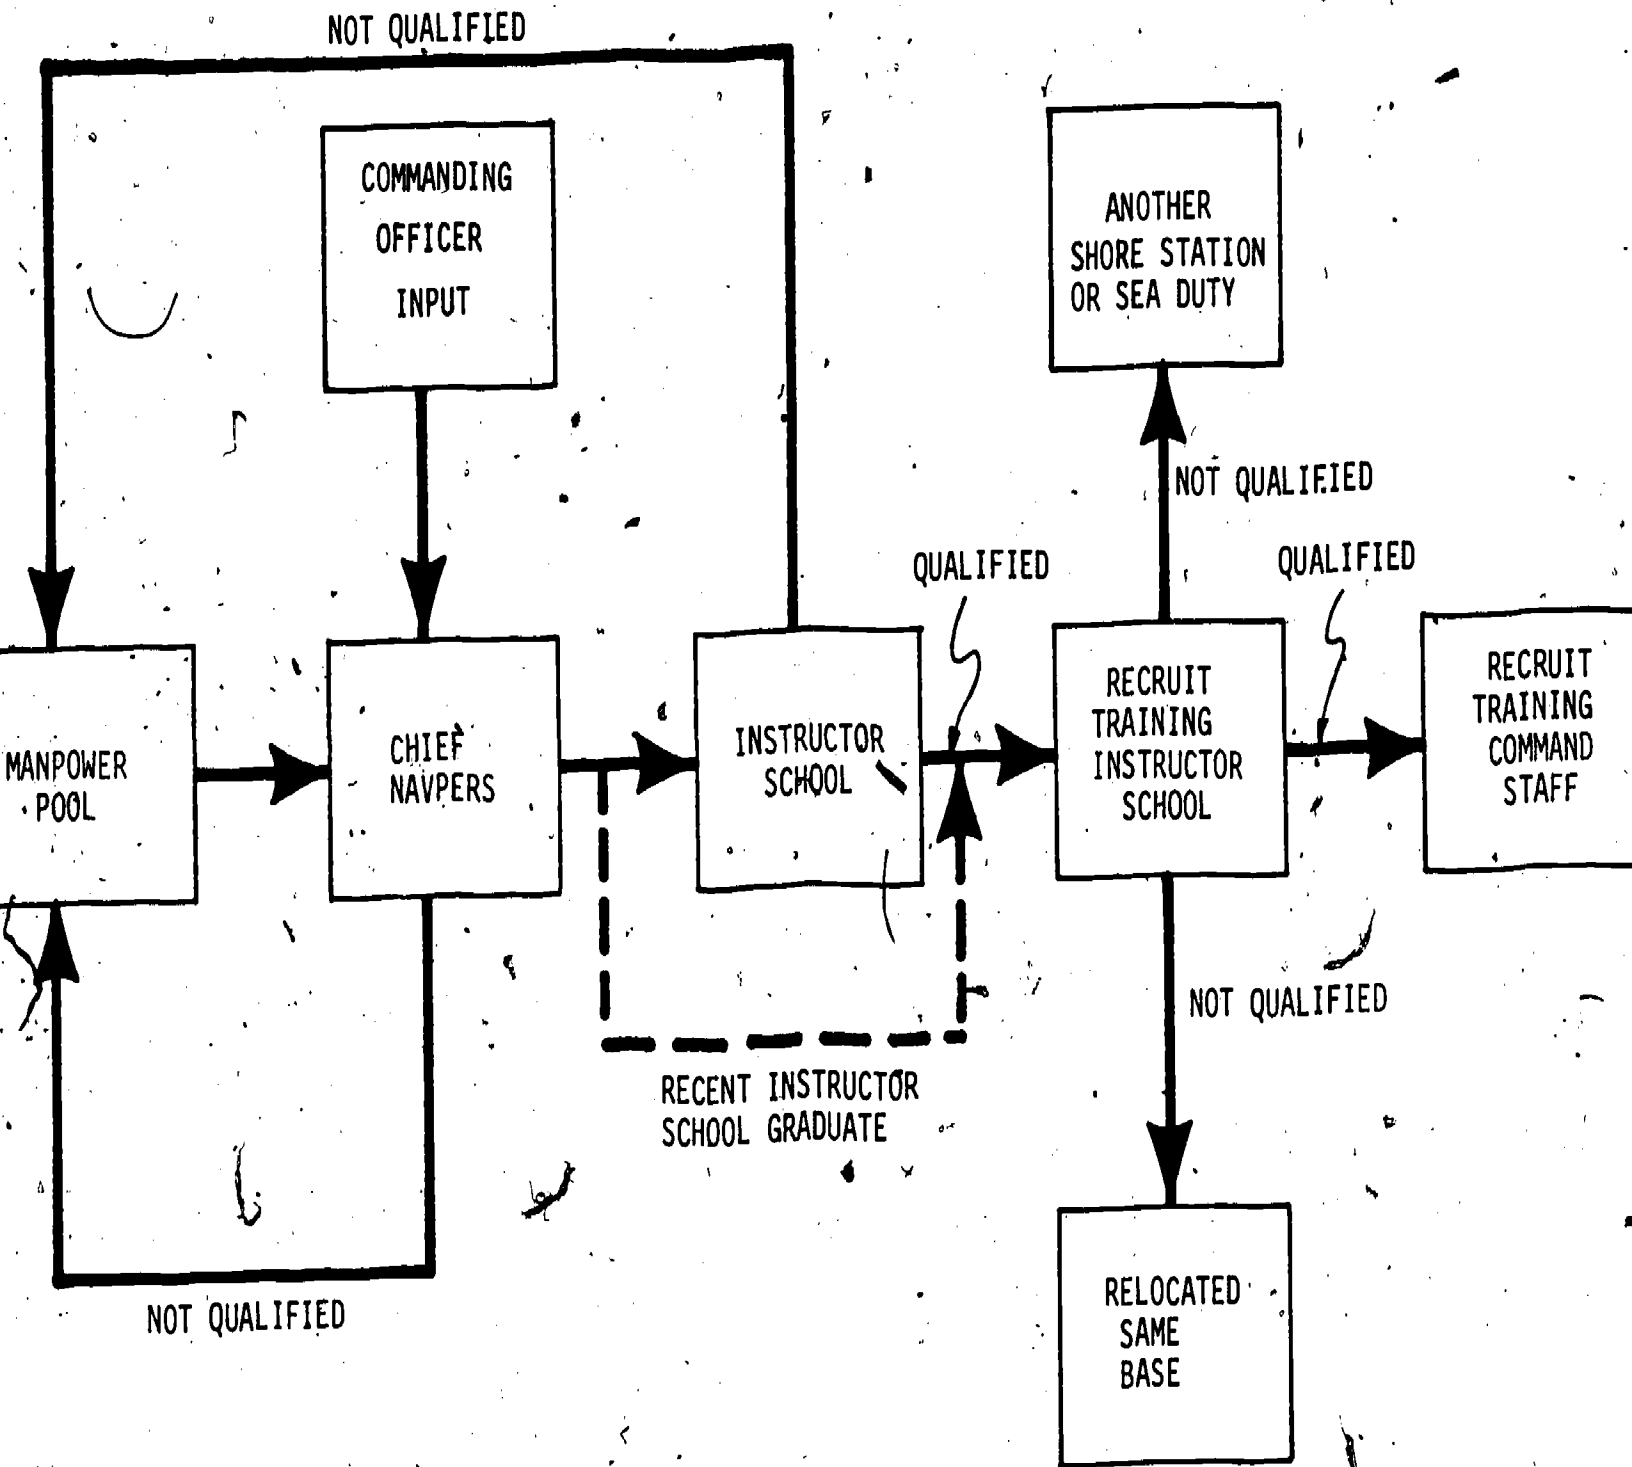 NOT QUALIFIED
COMMANDING
OFFICER
INPUT
ANOTHER
SHORE STATION
OR SEA DUTY
NOT QUALIFIED
QUALIFIED
QUALIFIED
MANPOWER
POOL
CHIEF
NAVPERS
INSTRUCTOR
SCHOOL
RECRUIT
TRAINING
INSTRUCTOR
SCHOOL
RECRUIT
TRAINING
COMMAND
STAFF
NOT QUALIFIED
RECENT INSTRUCTOR
SCHOOL GRADUATE
NOT QUALIFIED
RELOCATED
SAME
BASE